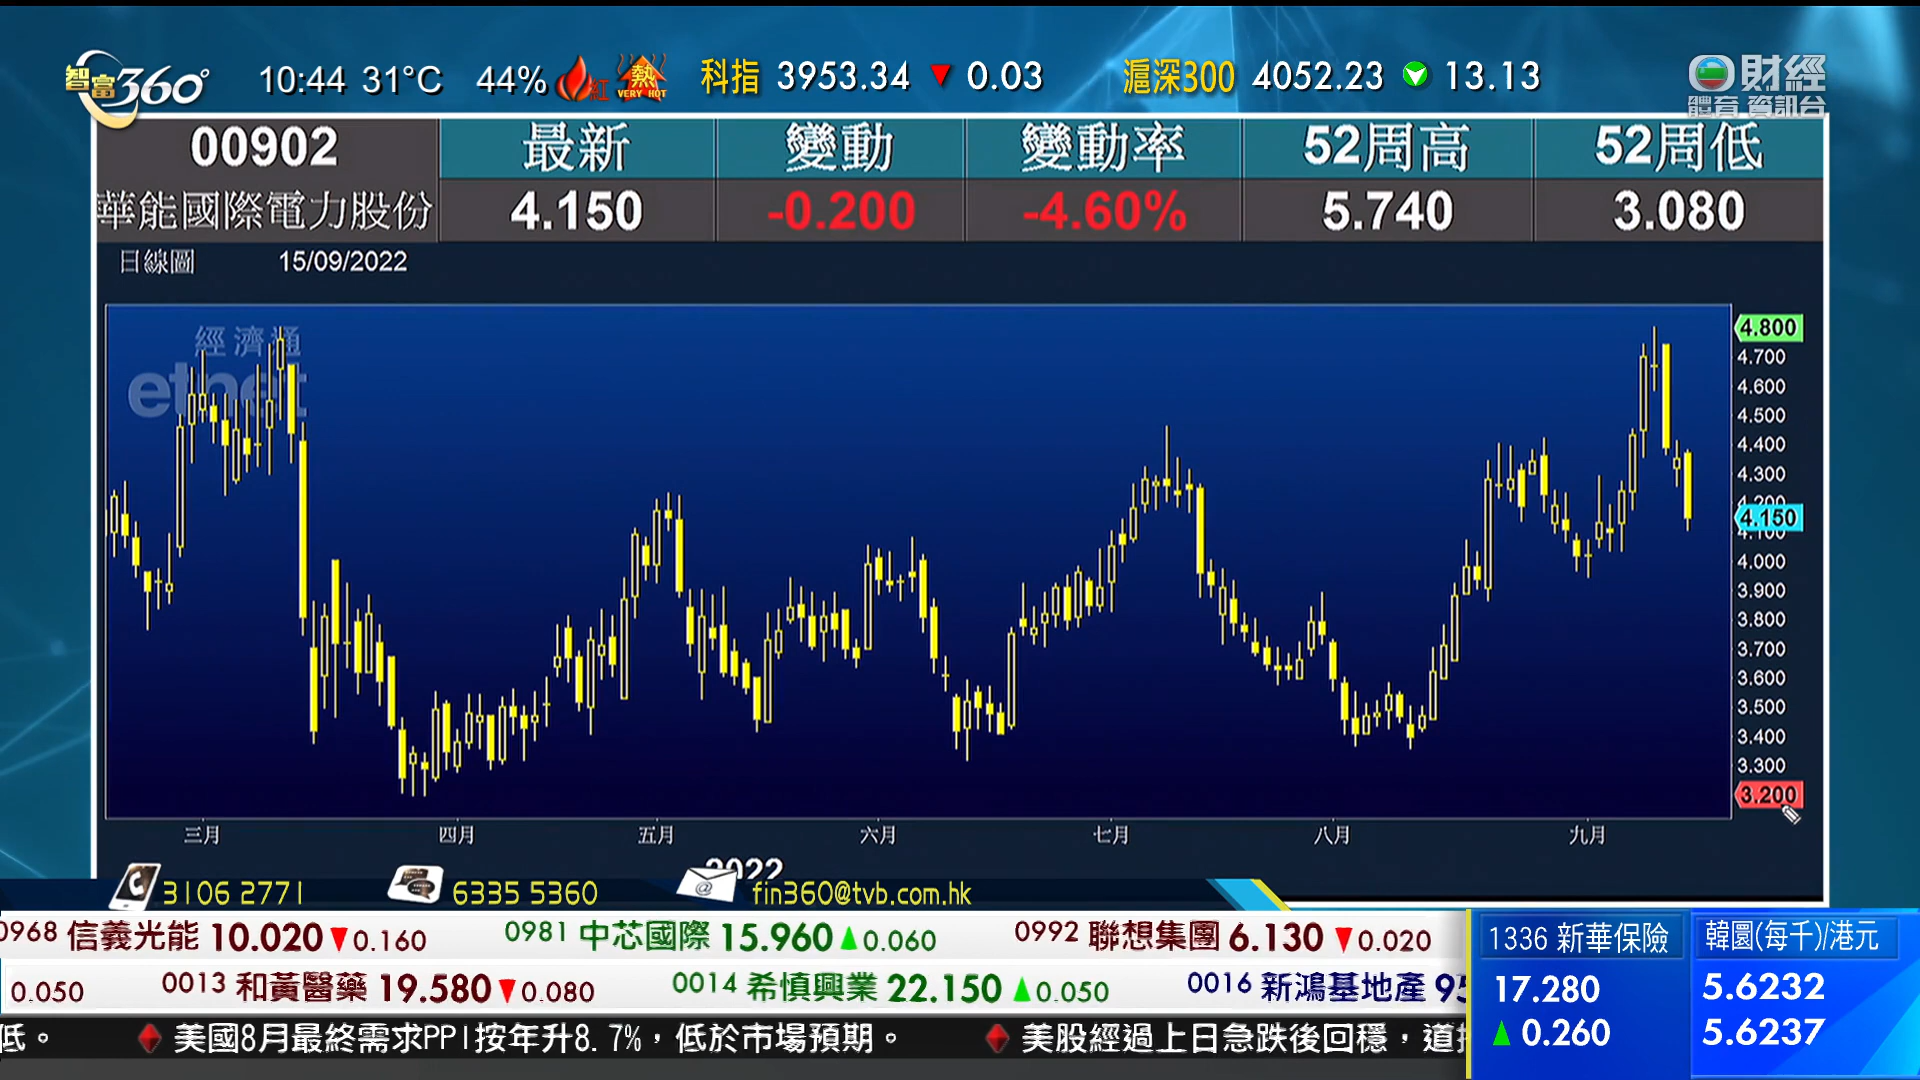 智富360°
10:44 31°C 44% 紅 熱 VERY HOT 科指 3953.34 ▼ 0.03 滬深300 4052.23 13.13
財經
體育 資訊台
00902 最新 變動 變動率 52周高 52周低
華能國際電力股份 4.150 -0.200 -4.60% 5.740 3.080
日線圖 15/09/2022
經濟通
etnet
4.800
4.700
4.600
4.500
4.400
4.300
4.200
4.150
4.100
4.000
3.900
3.800
3.700
3.600
3.500
3.400
3.300
3.200
三月 四月 五月 六月 七月 八月 九月
2022
3106 2771 6335 5360 fin360@tvb.com.hk
0968 信義光能 10.020 ▼ 0.160 0981 中芯國際 15.960 ▲ 0.060 0992 聯想集團 6.130 ▼ 0.020
0.050 0013 和黃醫藥 19.580 ▼ 0.080 0014 希慎興業 22.150 ▲ 0.050 0016 新鴻基地產 95
低。 美國8月最終需求PPI按年升8.7%，低於市場預期。 美股經過上日急跌後回穩，道
1336 新華保險
17.280
▲ 0.260
韓圜(每千)/港元
5.6232
5.6237